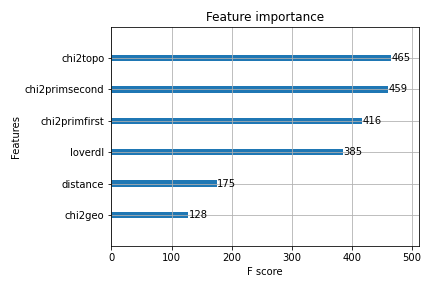 Feature importance
Features
chi2topo 465
chi2primsecond 459
chi2primfirst 416
loverdl 385
distance 175
chi2geo 128
0 100 200 300 400 500
F score